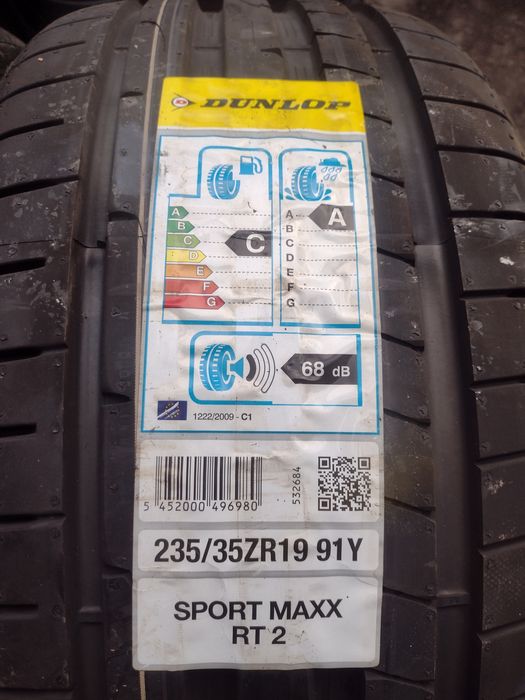 DUNLOP
A
B
C
D
E
F
G
C
A
B
C
D
E
F
G
A
68 dB
1222/2009 - C1
5 452000 496980
532684
235/35ZR19 91Y
SPORT MAXX
RT 2